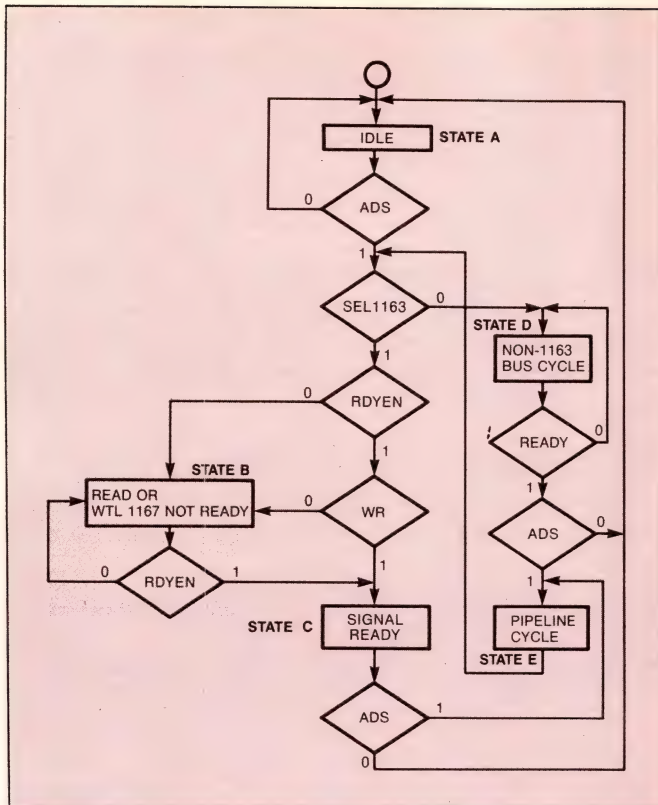 IDLE
STATE A
0
ADS
1
SEL1163
0
1
STATE D
NON-1163
BUS CYCLE
0
RDYEN
1
READY
0
1
STATE B
READ OR
WTL 1167 NOT READY
0
WR
1
ADS
0
1
0
RDYEN
1
STATE C
SIGNAL
READY
PIPELINE
CYCLE
STATE E
ADS
1
0